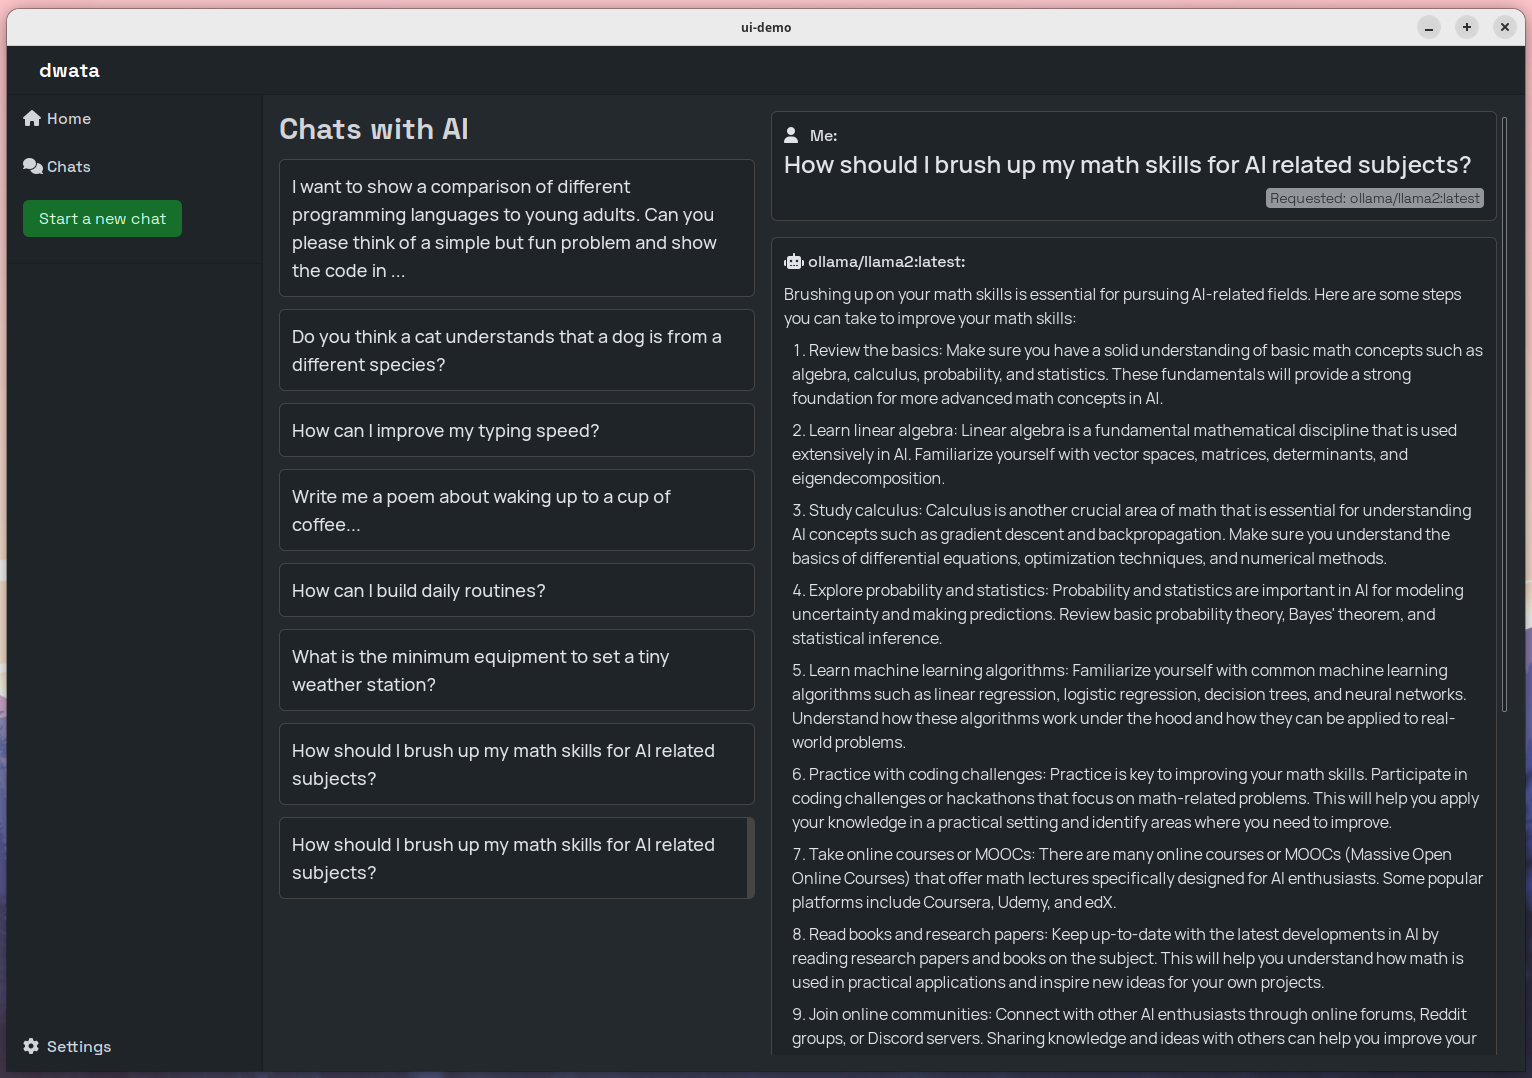 ui-demo
dwata
Home
Chats
Start a new chat
Settings
Chats with AI
I want to show a comparison of different
programming languages to young adults. Can you
please think of a simple but fun problem and show
the code in ...
Do you think a cat understands that a dog is from a
different species?
How can I improve my typing speed?
Write me a poem about waking up to a cup of
coffee...
How can I build daily routines?
What is the minimum equipment to set a tiny
weather station?
How should I brush up my math skills for AI related
subjects?
How should I brush up my math skills for AI related
subjects?
Me:
How should I brush up my math skills for AI related subjects?
Requested: ollama/llama2:latest
ollama/llama2:latest:
Brushing up on your math skills is essential for pursuing AI-related fields. Here are some steps
you can take to improve your math skills:
1. Review the basics: Make sure you have a solid understanding of basic math concepts such as
algebra, calculus, probability, and statistics. These fundamentals will provide a strong
foundation for more advanced math concepts in AI.
2. Learn linear algebra: Linear algebra is a fundamental mathematical discipline that is used
extensively in AI. Familiarize yourself with vector spaces, matrices, determinants, and
eigendecomposition.
3. Study calculus: Calculus is another crucial area of math that is essential for understanding
AI concepts such as gradient descent and backpropagation. Make sure you understand the
basics of differential equations, optimization techniques, and numerical methods.
4. Explore probability and statistics: Probability and statistics are important in AI for modeling
uncertainty and making predictions. Review basic probability theory, Bayes' theorem, and
statistical inference.
5. Learn machine learning algorithms: Familiarize yourself with common machine learning
algorithms such as linear regression, logistic regression, decision trees, and neural networks.
Understand how these algorithms work under the hood and how they can be applied to real-
world problems.
6. Practice with coding challenges: Practice is key to improving your math skills. Participate in
coding challenges or hackathons that focus on math-related problems. This will help you apply
your knowledge in a practical setting and identify areas where you need to improve.
7. Take online courses or MOOCs: There are many online courses or MOOCs (Massive Open
Online Courses) that offer math lectures specifically designed for AI enthusiasts. Some popular
platforms include Coursera, Udemy, and edX.
8. Read books and research papers: Keep up-to-date with the latest developments in AI by
reading research papers and books on the subject. This will help you understand how math is
used in practical applications and inspire new ideas for your own projects.
9. Join online communities: Connect with other AI enthusiasts through online forums, Reddit
groups, or Discord servers. Sharing knowledge and ideas with others can help you improve your